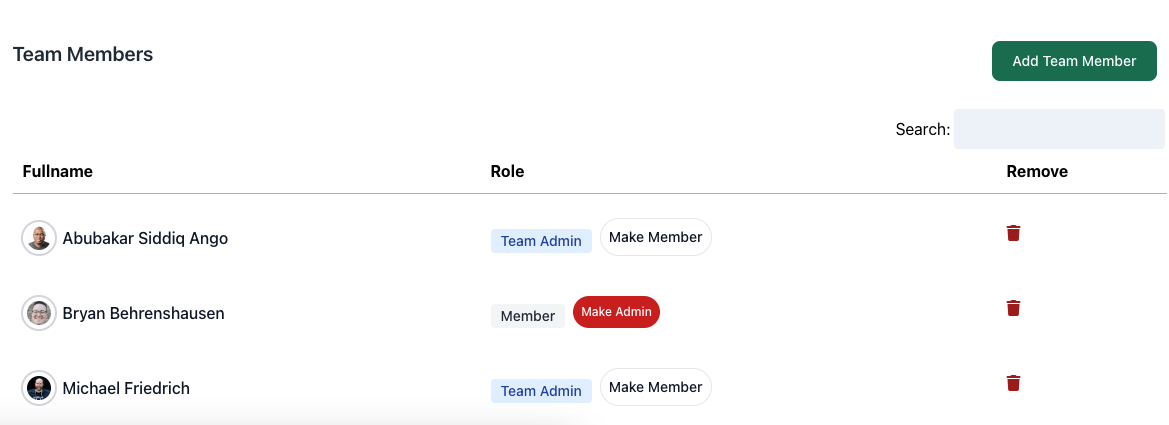 Team Members
Add Team Member
Search:
Fullname Role Remove
Abubakar Siddiq Ango Team Admin Make Member
Bryan Behrenshausen Member Make Admin
Michael Friedrich Team Admin Make Member